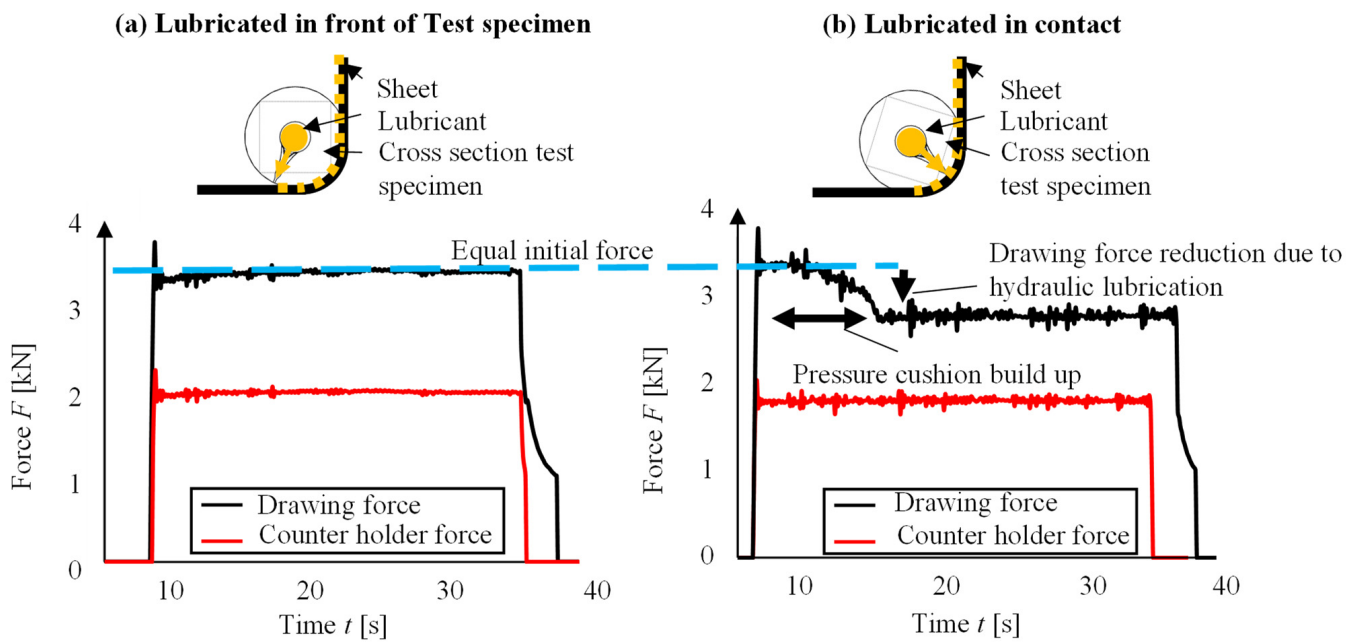 (a) Lubricated in front of Test specimen
Sheet
Lubricant
Cross section test
specimen
Equal initial force
4
3
2
1
0
Force F [kN]
Drawing force
Counter holder force
10
20
30
40
Time t [s]
(b) Lubricated in contact
Sheet
Lubricant
Cross section
test specimen
Drawing force reduction due to
hydraulic lubrication
Pressure cushion build up
4
3
2
1
0
Force F [kN]
Drawing force
Counter holder force
10
20
30
40
Time t [s]